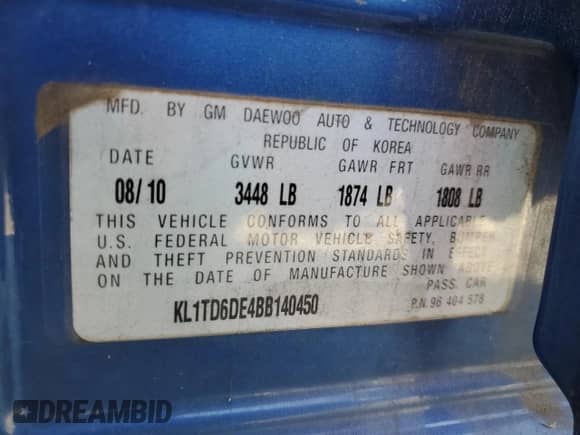 MFD. BY GM DAEWOO AUTO & TECHNOLOGY COMPANY
REPUBLIC OF KOREA
DATE GVWR GAWR FRT GAWR RR
08/10 3448 LB 1874 LB 1808 LB
THIS VEHICLE CONFORMS TO ALL APPLICABLE
U.S. FEDERAL MOTOR VEHICLE SAFETY, BUMPER
AND THEFT PREVENTION STANDARDS IN EFFECT
ON THE DATE OF MANUFACTURE SHOWN ABOVE
PASS. CAR
KL1TD6DE4BB140450 P.N. 96 404 578
DREAMBID